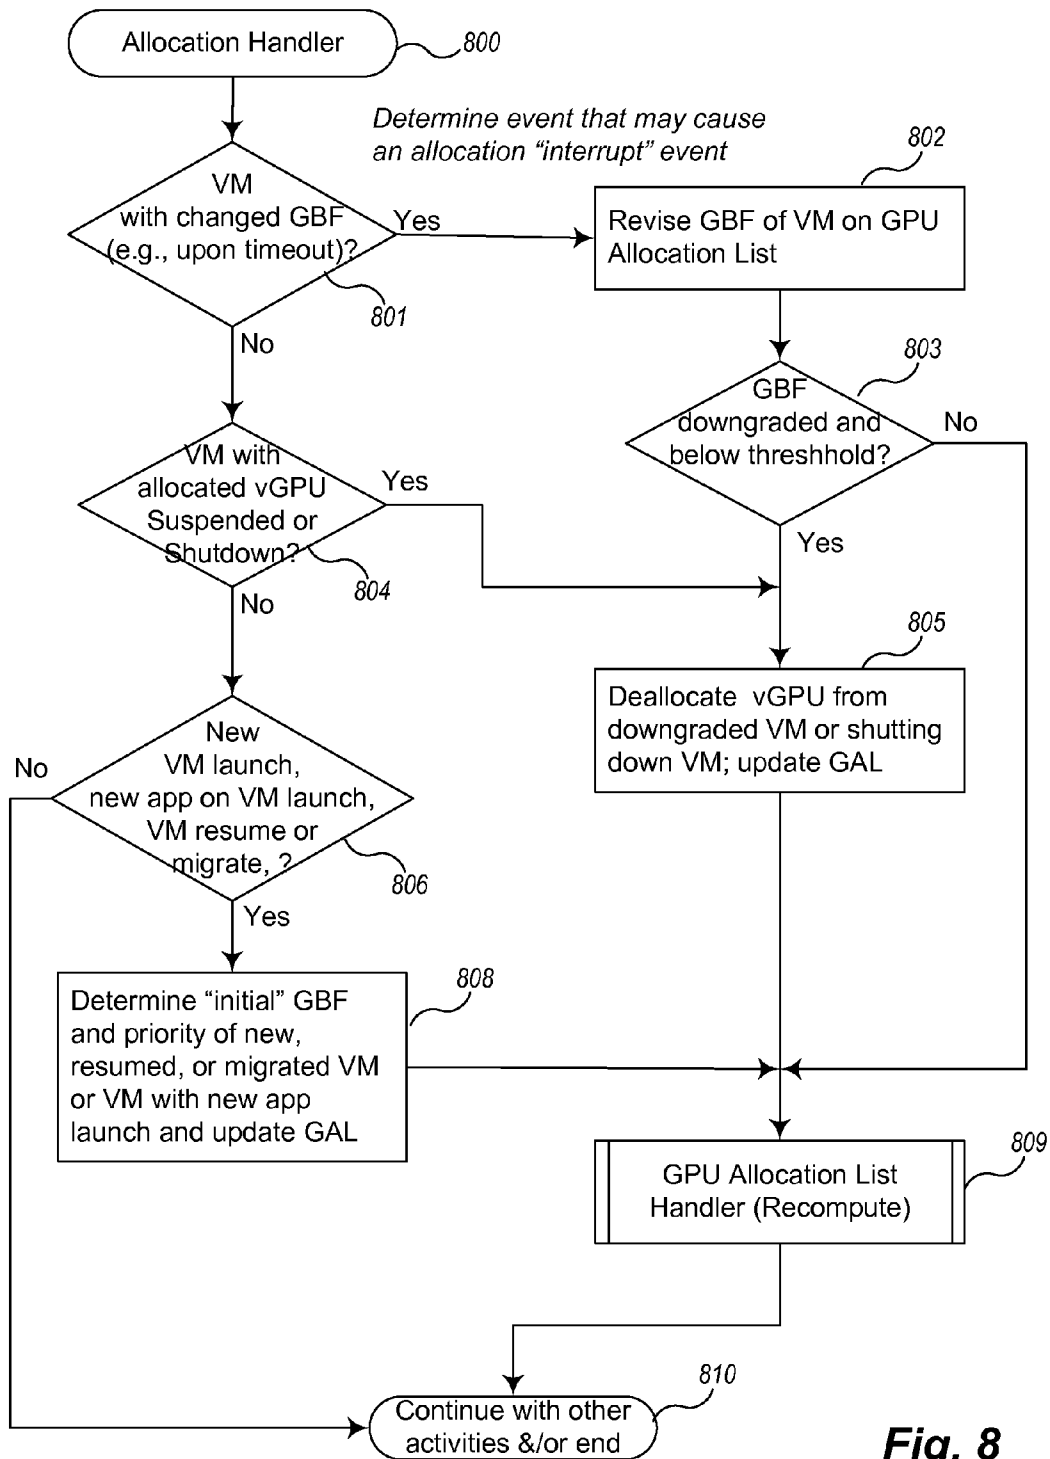 Allocation Handler
800
Determine event that may cause
an allocation “interrupt” event
VM
with changed GBF
(e.g., upon timeout)?
Yes
801
No
802
Revise GBF of VM on GPU
Allocation List
803
GBF
downgraded and
below threshhold?
No
Yes
VM with
allocated vGPU
Suspended or
Shutdown?
Yes
804
No
805
Deallocate vGPU from
downgraded VM or shutting
down VM; update GAL
New
VM launch,
new app on VM launch,
VM resume or
migrate, ?
No
806
Yes
808
Determine “initial” GBF
and priority of new,
resumed, or migrated VM
or VM with new app
launch and update GAL
809
GPU Allocation List
Handler (Recompute)
810
Continue with other
activities &/or end
Fig. 8